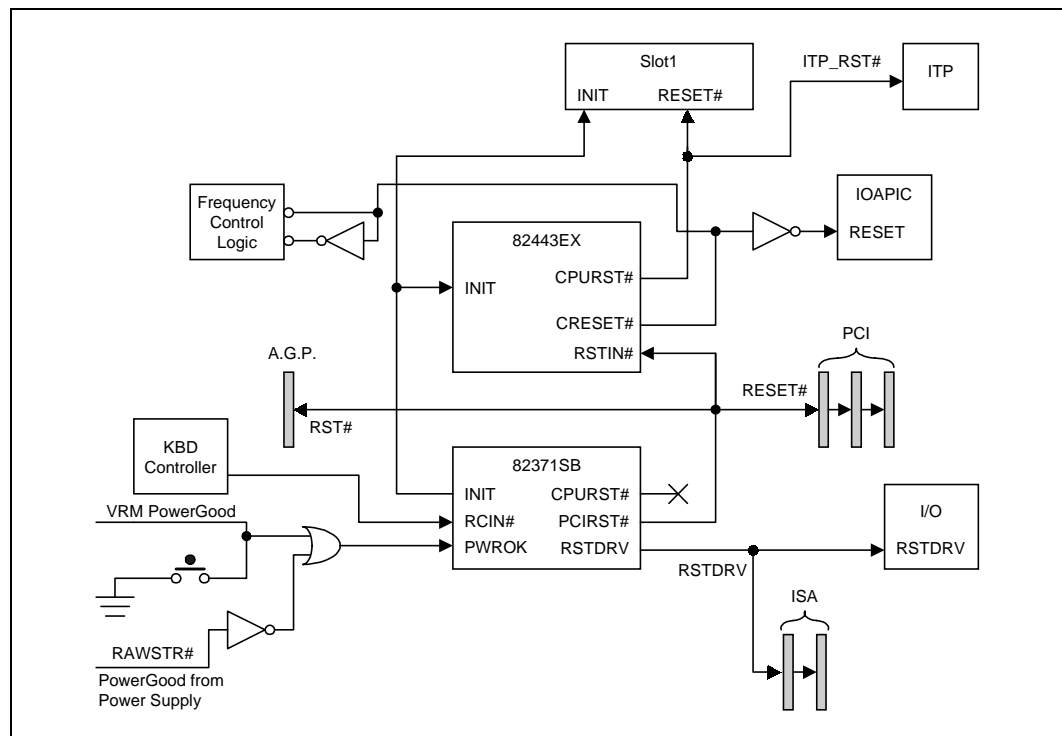 Slot1
INIT
RESET#
ITP_RST#
ITP
Frequency
Control
Logic
IOAPIC
RESET
82443EX
INIT
CPURST#
CRESET#
RSTIN#
A.G.P.
RST#
RESET#
PCI
KBD
Controller
82371SB
INIT
CPURST#
RCIN#
PCIRST#
PWROK
RSTDRV
VRM PowerGood
I/O
RSTDRV
RSTDRV
ISA
RAWSTR#
PowerGood from
Power Supply